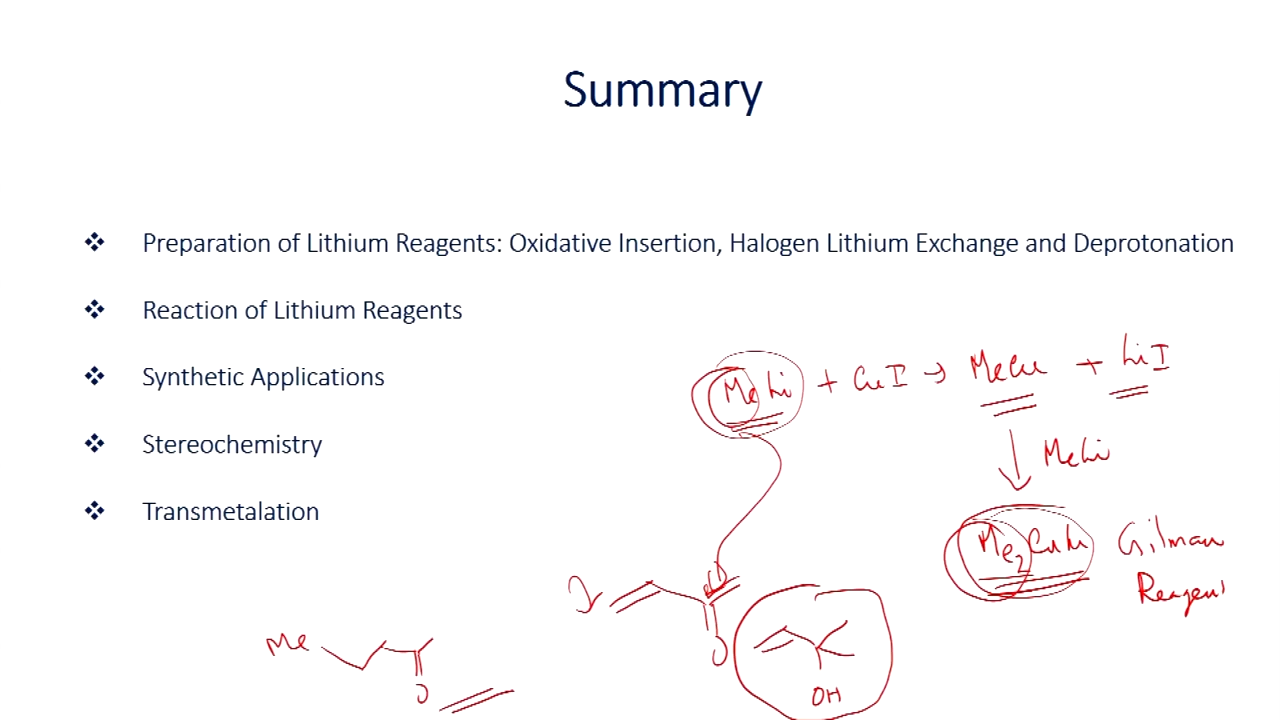 Summary
❖ Preparation of Lithium Reagents: Oxidative Insertion, Halogen Lithium Exchange and Deprotonation
❖ Reaction of Lithium Reagents
❖ Synthetic Applications
❖ Stereochemistry
❖ Transmetalation
MeLi + CuI → MeCu + LiI
MeLi
Me2CuLi Gilman
Reagent
O
Me
O
OH